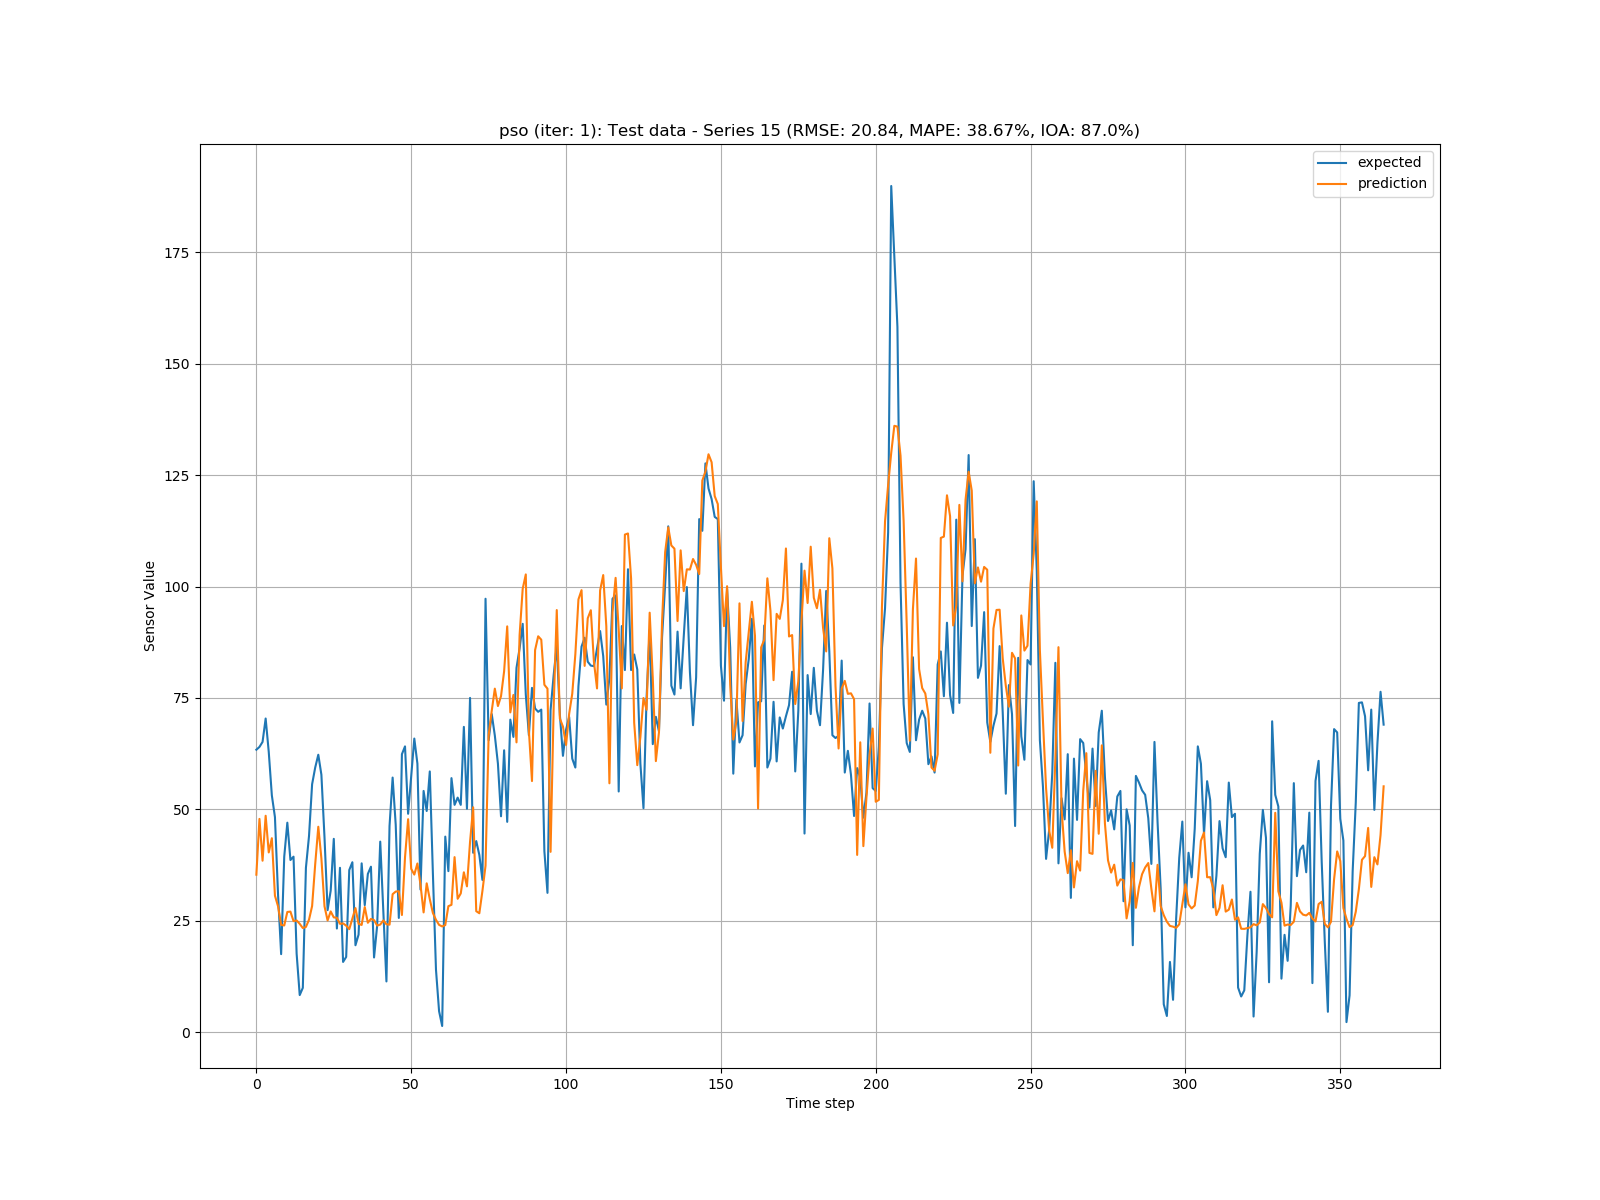 pso (iter: 1): Test data - Series 15 (RMSE: 20.84, MAPE: 38.67%, IOA: 87.0%)
expected
prediction
175
150
125
100
75
50
25
0
Sensor Value
0 50 100 150 200 250 300 350
Time step